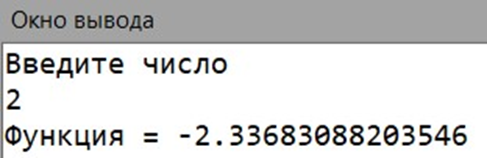 Окно вывода
Введите число
2
Функция = -2.33683088203546